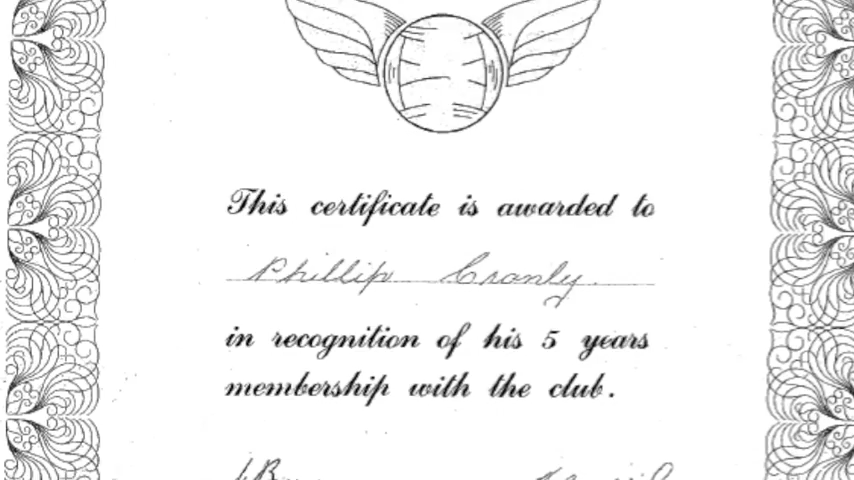 This certificate is awarded to
Phillip Cranly.
in recognition of his 5 years
membership with the club.